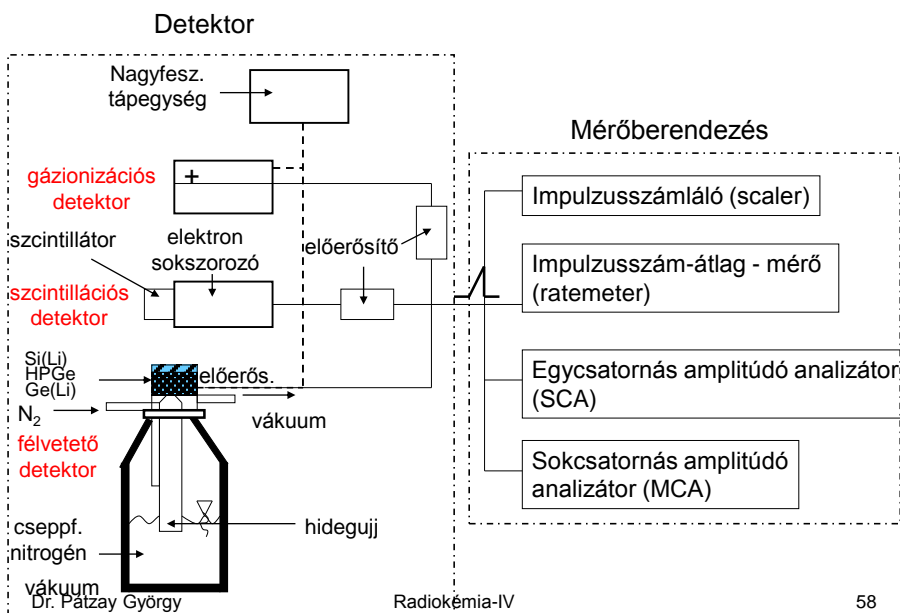 Detektor
Nagyfesz.
tápegység
Mérőberendezés
gázionizációs
detektor
+
Impulzusszámláló (scaler)
szcintillátor
elektron
sokszorozó
előerősítő
Impulzusszám-átlag - mérő
(ratemeter)
szcintillációs
detektor
Si(Li)
HPGe
Ge(Li)
előerős.
Egycsatornás amplitúdó analizátor
(SCA)
N2
vákuum
félvetető
detektor
Sokcsatornás amplitúdó
analizátor (MCA)
cseppf.
nitrogén
hidegujj
vákuum
Dr. Pátzay György
Radiokémia-IV
58